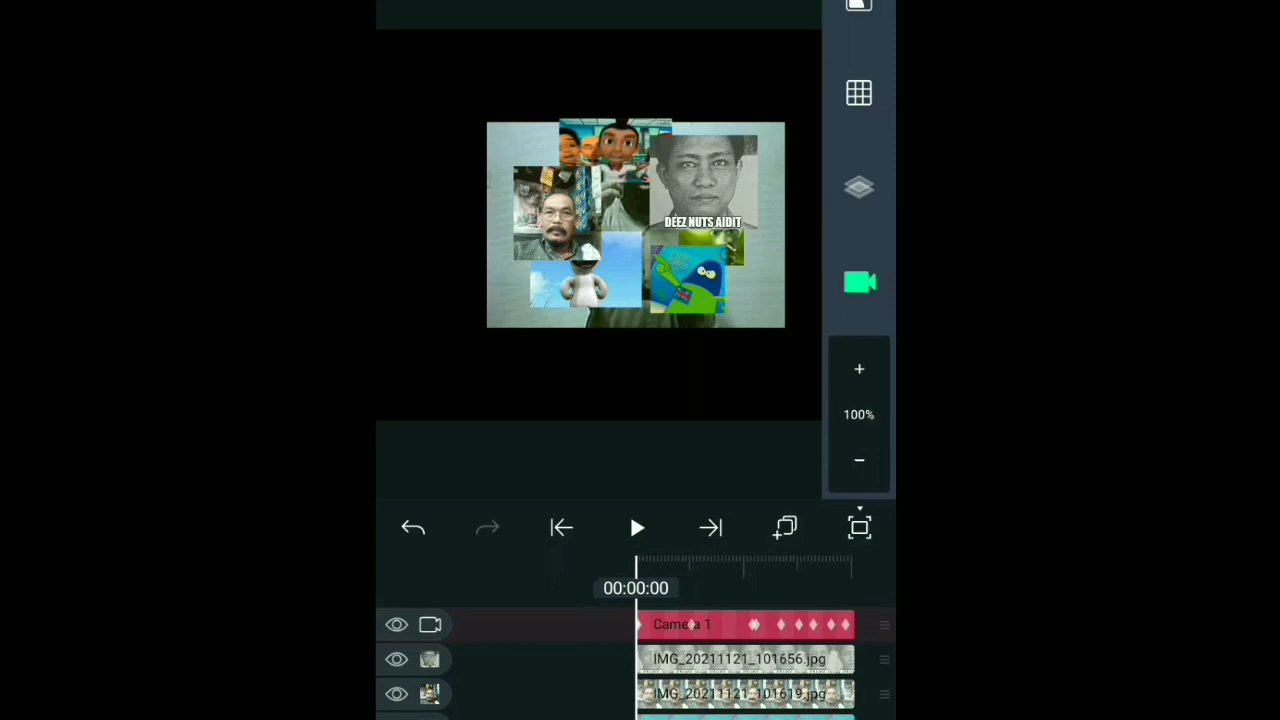 DEEZ NUTS AIDIT
100%
00:00:00
Camera 1
IMG_20211121_101656.jpg
IMG_20211121_101619.jpg